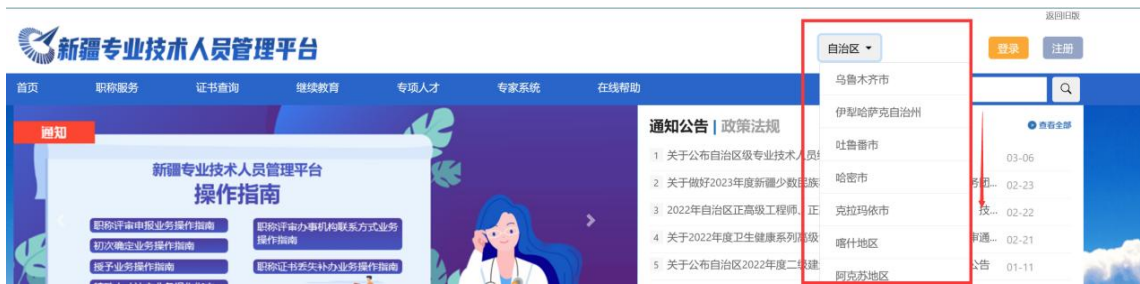 返回旧版
新疆专业技术人员管理平台
自治区
登录
注册
首页 职称服务 证书查询 继续教育 专项人才 专家系统 在线帮助
乌鲁木齐市
伊犁哈萨克自治州
吐鲁番市
哈密市
克拉玛依市
喀什地区
阿克苏地区
通知
新疆专业技术人员管理平台
操作指南
职称评审申报业务操作指南
初次确定业务操作指南
授予业务操作指南
职称评审办事机构联系方式业务
操作指南
职称证书丢失补办业务操作指南
通知公告 | 政策法规
查看全部
1 关于公布自治区级专业技术人员 03-06
2 关于做好2023年度新疆少数民族 务团... 02-23
3 2022年自治区正高级工程师、正 技... 02-22
4 关于2022年度卫生健康系列高级 审通... 02-21
5 关于公布自治区2022年度二级建 公告 01-11